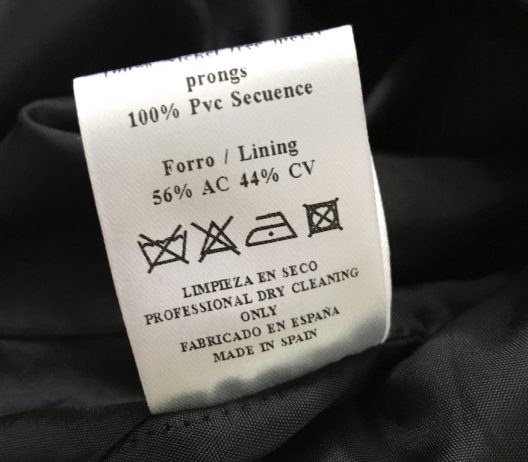 prongs
100% Pvc Secuence
Forro / Lining
56% AC 44% CV
LIMPIEZA EN SECO
PROFESSIONAL DRY CLEANING
ONLY
FABRICADO EN ESPAÑA
MADE IN SPAIN